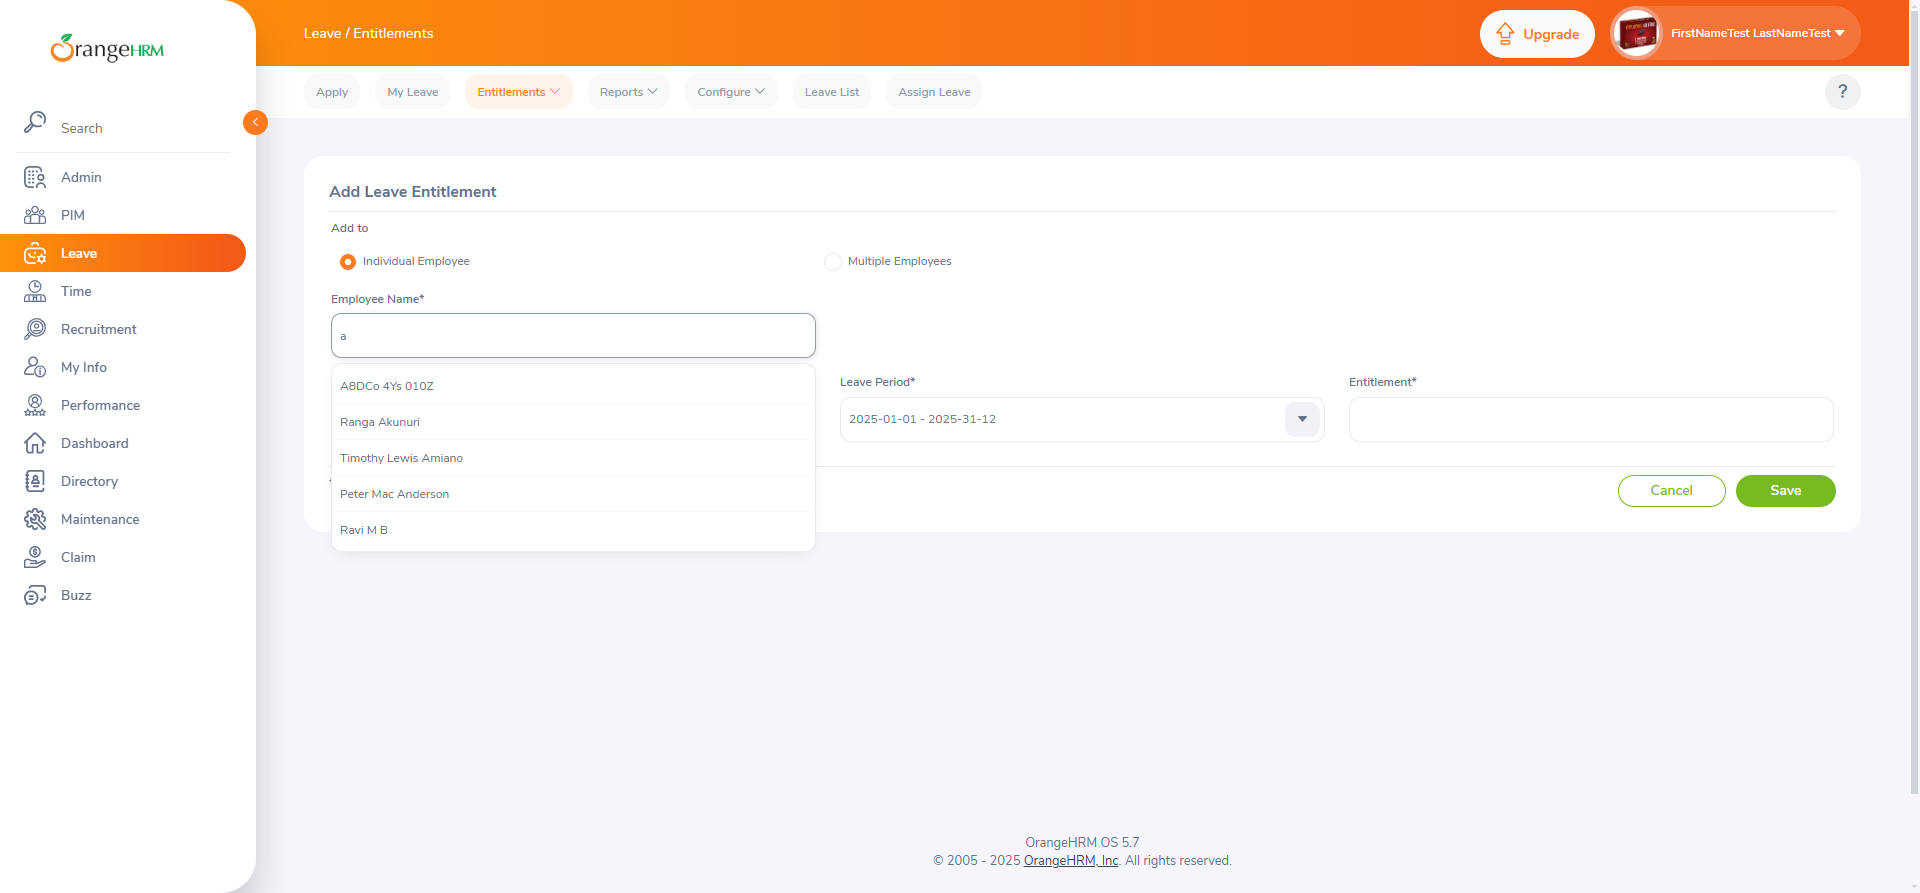 OrangeHRM
Search
Admin
PIM
Leave
Time
Recruitment
My Info
Performance
Dashboard
Directory
Maintenance
Claim
Buzz
Leave / Entitlements
Upgrade
FirstNameTest LastNameTest
Apply
My Leave
Entitlements
Reports
Configure
Leave List
Assign Leave
?
Add Leave Entitlement
Add to
Individual Employee
Multiple Employees
Employee Name*
a
A8DCo 4Ys 010Z
Ranga Akunuri
Timothy Lewis Amiano
Peter Mac Anderson
Ravi M B
Leave Period*
2025-01-01 - 2025-31-12
Entitlement*
Cancel
Save
OrangeHRM OS 5.7
© 2005 - 2025 OrangeHRM, Inc. All rights reserved.